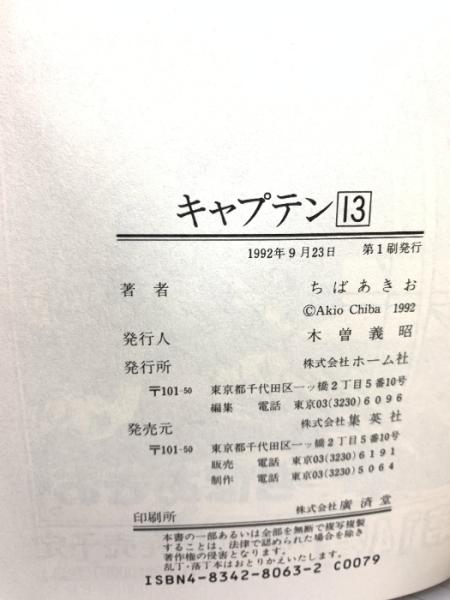 キャプテン 13
1992年9月23日 第1刷発行
著者 ちばあきお
©Akio Chiba 1992
発行人 木曽義昭
発行所 株式会社 ホーム社
〒101-50 東京都千代田区一ッ橋2丁目5番10号
編集 電話 東京03(3230)6096
発売元 株式会社 集英社
〒101-50 東京都千代田区一ッ橋2丁目5番10号
販売 電話 東京03(3230)6191
制作 電話 東京03(3230)5064
印刷所 株式会社 廣済堂
本書の一部あるいは全部を無断で複写複製
することは、法律で認められた場合を除き
著作権の侵害となります。
乱丁・落丁本はおとりかえいたします。
ISBN4-8342-8063-2 C0079